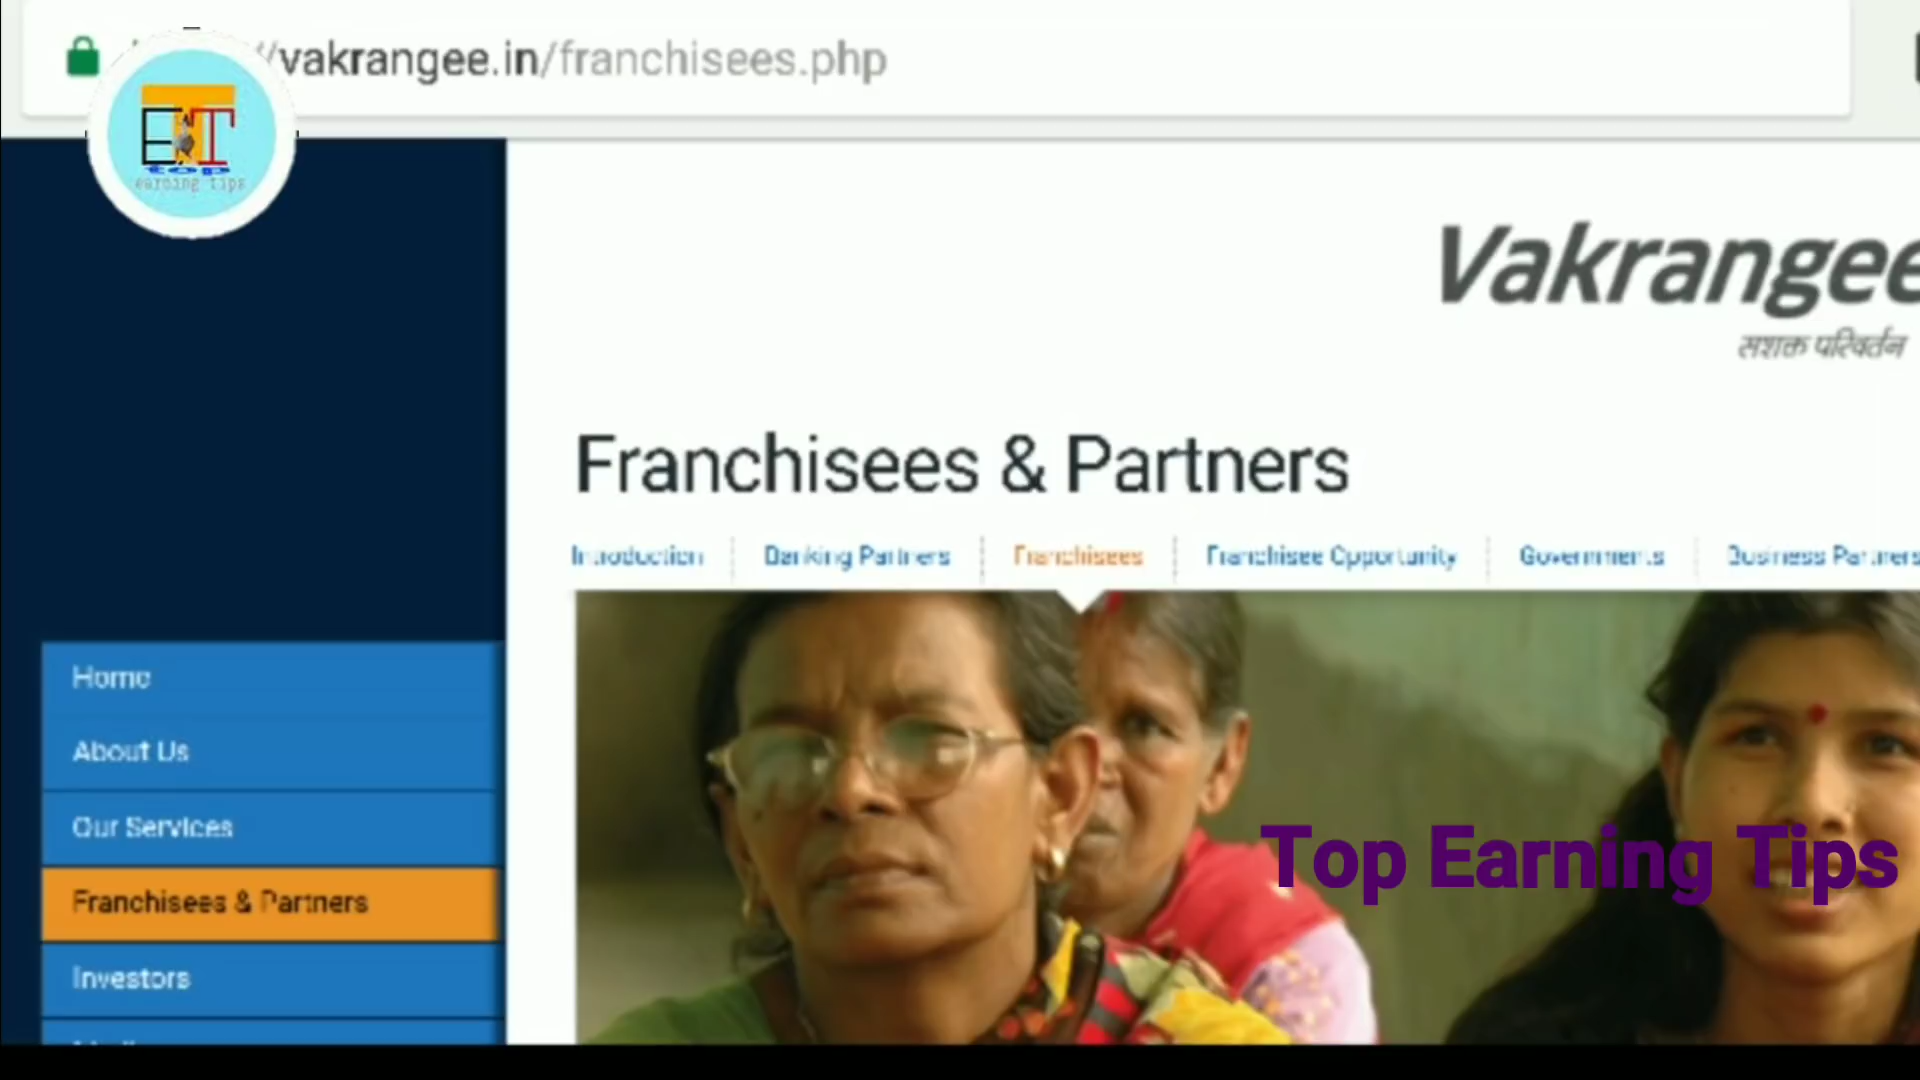 //vakrangee.in/franchisees.php
E T
top
earning tips
Vakrangee
सशक्त परिवर्तन
Franchisees & Partners
Introduction
Banking Partners
Franchisees
Franchisee Opportunity
Governments
Business Partners
Home
About Us
Our Services
Franchisees & Partners
Investors
Top Earning Tips